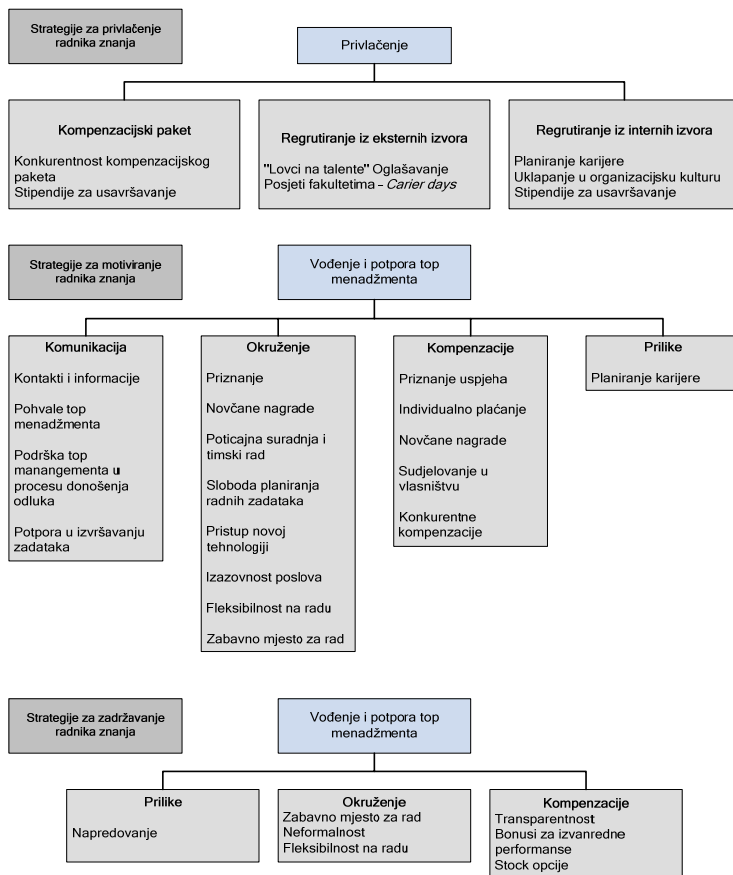 Strategije za privlačenje
radnika znanja
Privlačenje
Kompenzacijski paket
Konkurentnost kompenzacijskog
paketa
Stipendije za usavršavanje
Regrutiranje iz eksternih izvora
"Lovci na talente" Oglašavanje
Posjeti fakultetima – Carier days
Regrutiranje iz internih izvora
Planiranje karijere
Uklapanje u organizacijsku kulturu
Stipendije za usavršavanje
Strategije za motiviranje
radnika znanja
Vođenje i potpora top
menadžmenta
Komunikacija
Kontakti i informacije
Pohvale top
menadžmenta
Podrška top
manangementa u
procesu donošenja
odluka
Potpora u izvršavanju
zadataka
Okruženje
Priznanje
Novčane nagrade
Poticajna suradnja i
timski rad
Sloboda planiranja
radnih zadataka
Pristup novoj
tehnologiji
Izazovnost poslova
Fleksibilnost na radu
Zabavno mjesto za rad
Kompenzacije
Priznanje uspjeha
Individualno plaćanje
Novčane nagrade
Sudjelovanje u
vlasništvu
Konkurentne
kompenzacije
Prilike
Planiranje karijere
Strategije za zadržavanje
radnika znanja
Vođenje i potpora top
menadžmenta
Prilike
Napredovanje
Okruženje
Zabavno mjesto za rad
Neformalnost
Fleksibilnost na radu
Kompenzacije
Transparentnost
Bonusi za izvanredne
performanse
Stock opcije